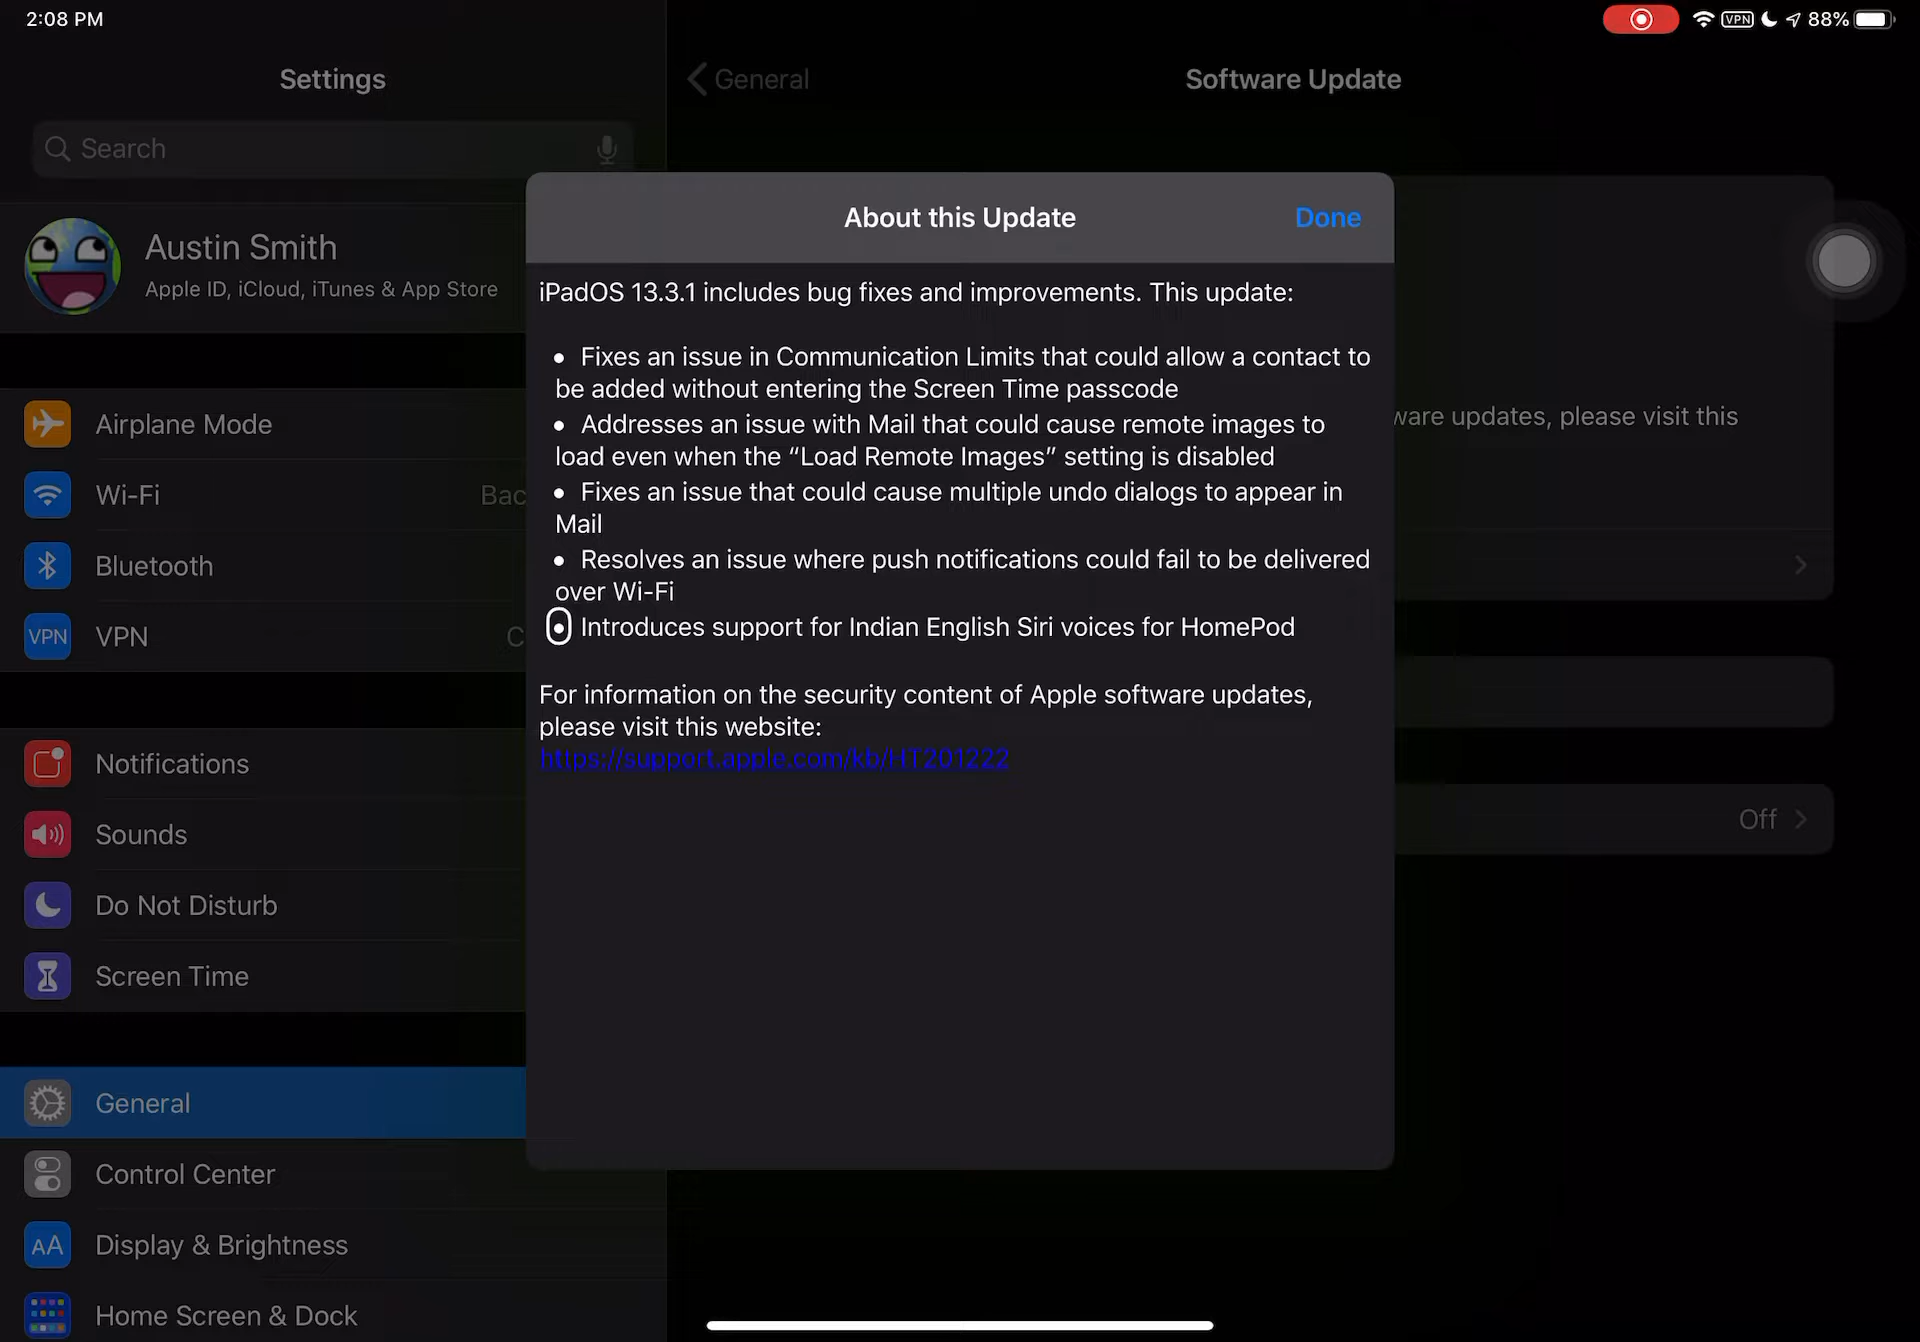 2:08 PM
VPN
88%
Settings
Search
Austin Smith
Apple ID, iCloud, iTunes & App Store
Airplane Mode
Wi-Fi
Bac
Bluetooth
VPN
VPN
C
Notifications
Sounds
Do Not Disturb
Screen Time
General
Control Center
AA
Display & Brightness
Home Screen & Dock
General
Software Update
ware updates, please visit this
Off
About this Update
Done
iPadOS 13.3.1 includes bug fixes and improvements. This update:
• Fixes an issue in Communication Limits that could allow a contact to
be added without entering the Screen Time passcode
• Addresses an issue with Mail that could cause remote images to
load even when the “Load Remote Images” setting is disabled
• Fixes an issue that could cause multiple undo dialogs to appear in
Mail
• Resolves an issue where push notifications could fail to be delivered
over Wi-Fi
• Introduces support for Indian English Siri voices for HomePod
For information on the security content of Apple software updates,
please visit this website:
https://support.apple.com/kb/HT201222